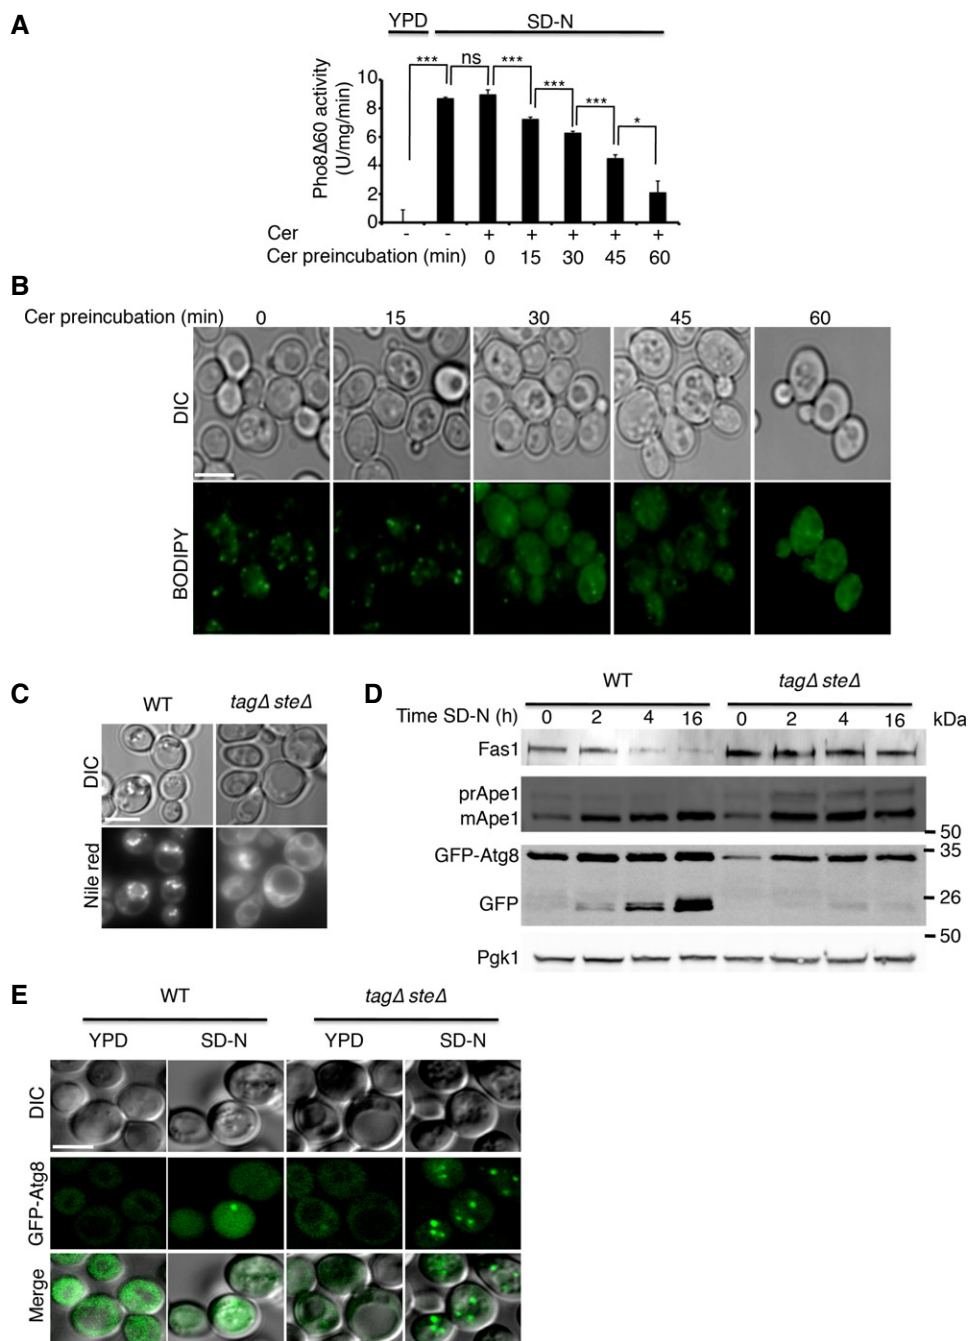 A
YPD SD-N
*** ns *** *** *** *
Pho8Δ60 activity
(U/mg/min)
10
8
6
4
2
0
Cer - - + + + + +
Cer preincubation (min) 0 15 30 45 60
B
Cer preincubation (min) 0 15 30 45 60
DIC
BODIPY
C
WT tagΔ steΔ
DIC
Nile red
D
WT tagΔ steΔ
Time SD-N (h) 0 2 4 16 0 2 4 16 kDa
Fas1
prApe1
mApe1
50
GFP-Atg8 35
GFP 26
50
Pgk1
E
WT tagΔ steΔ
YPD SD-N YPD SD-N
DIC
GFP-Atg8
Merge